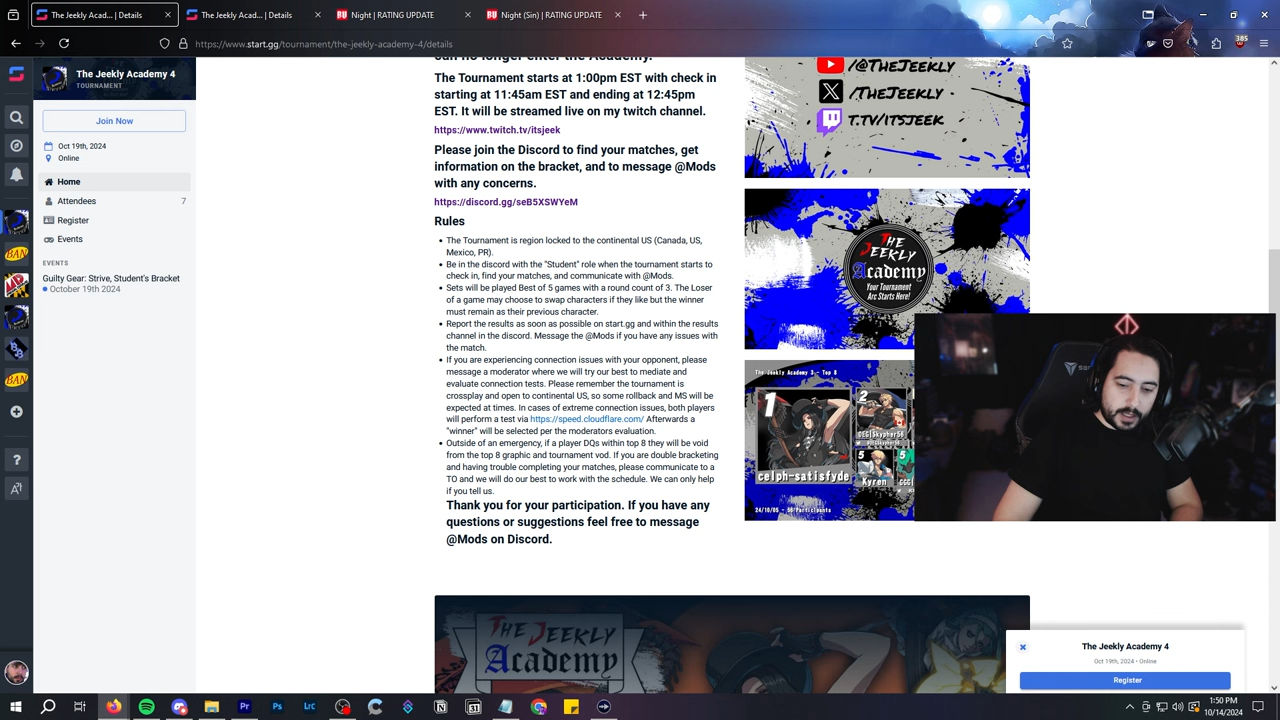 The Jeekly Acad... | Details
The Jeekly Acad... | Details
Night | RATING UPDATE
Night (Sin) | RATING UPDATE
https://www.start.gg/tournament/the-jeekly-academy-4/details
385
The Jeekly Academy 4
TOURNAMENT
Join Now
Oct 19th, 2024
Online
Home
Attendees 7
Register
Events
EVENTS
Guilty Gear: Strive, Student's Bracket
October 19th 2024
can no longer enter the Academy.
The Tournament starts at 1:00pm EST with check in
starting at 11:45am EST and ending at 12:45pm
EST. It will be streamed live on my twitch channel.
https://www.twitch.tv/itsjeek
Please join the Discord to find your matches, get
information on the bracket, and to message @Mods
with any concerns.
https://discord.gg/seB5XSWYeM
Rules
• The Tournament is region locked to the continental US (Canada, US,
Mexico, PR).
• Be in the discord with the "Student" role when the tournament starts to
check in, find your matches, and communicate with @Mods.
• Sets will be played Best of 5 games with a round count of 3. The Loser
of a game may choose to swap characters if they like but the winner
must remain as their previous character.
• Report the results as soon as possible on start.gg and within the results
channel in the discord. Message the @Mods if you have any issues with
the match.
• If you are experiencing connection issues with your opponent, please
message a moderator where we will try our best to mediate and
evaluate connection tests. Please remember the tournament is
crossplay and open to continental US, so some rollback and MS will be
expected at times. In cases of extreme connection issues, both players
will perform a test via https://speed.cloudflare.com/ Afterwards a
"winner" will be selected per the moderators evaluation.
• Outside of an emergency, if a player DQs within top 8 they will be void
from the top 8 graphic and tournament vod. If you are double bracketing
and having trouble completing your matches, please communicate to a
TO and we will do our best to work with the schedule. We can only help
if you tell us.
Thank you for your participation. If you have any
questions or suggestions feel free to message
@Mods on Discord.
/@TheJeekly
/TheJeekly
T.TV/ITSJEEK
The
Jeekly
Academy
Your Tournament
Arc Starts Here!
The Jeekly Academy 3 - Top 8
1
celph-satisfyde
2
5
Kyren
5
24/10/05 - 56 Participants
The Jeekly
Academy
The Jeekly Academy 4
Oct 19th, 2024 • Online
Register
BAN
BAN
1:50 PM
10/14/2024